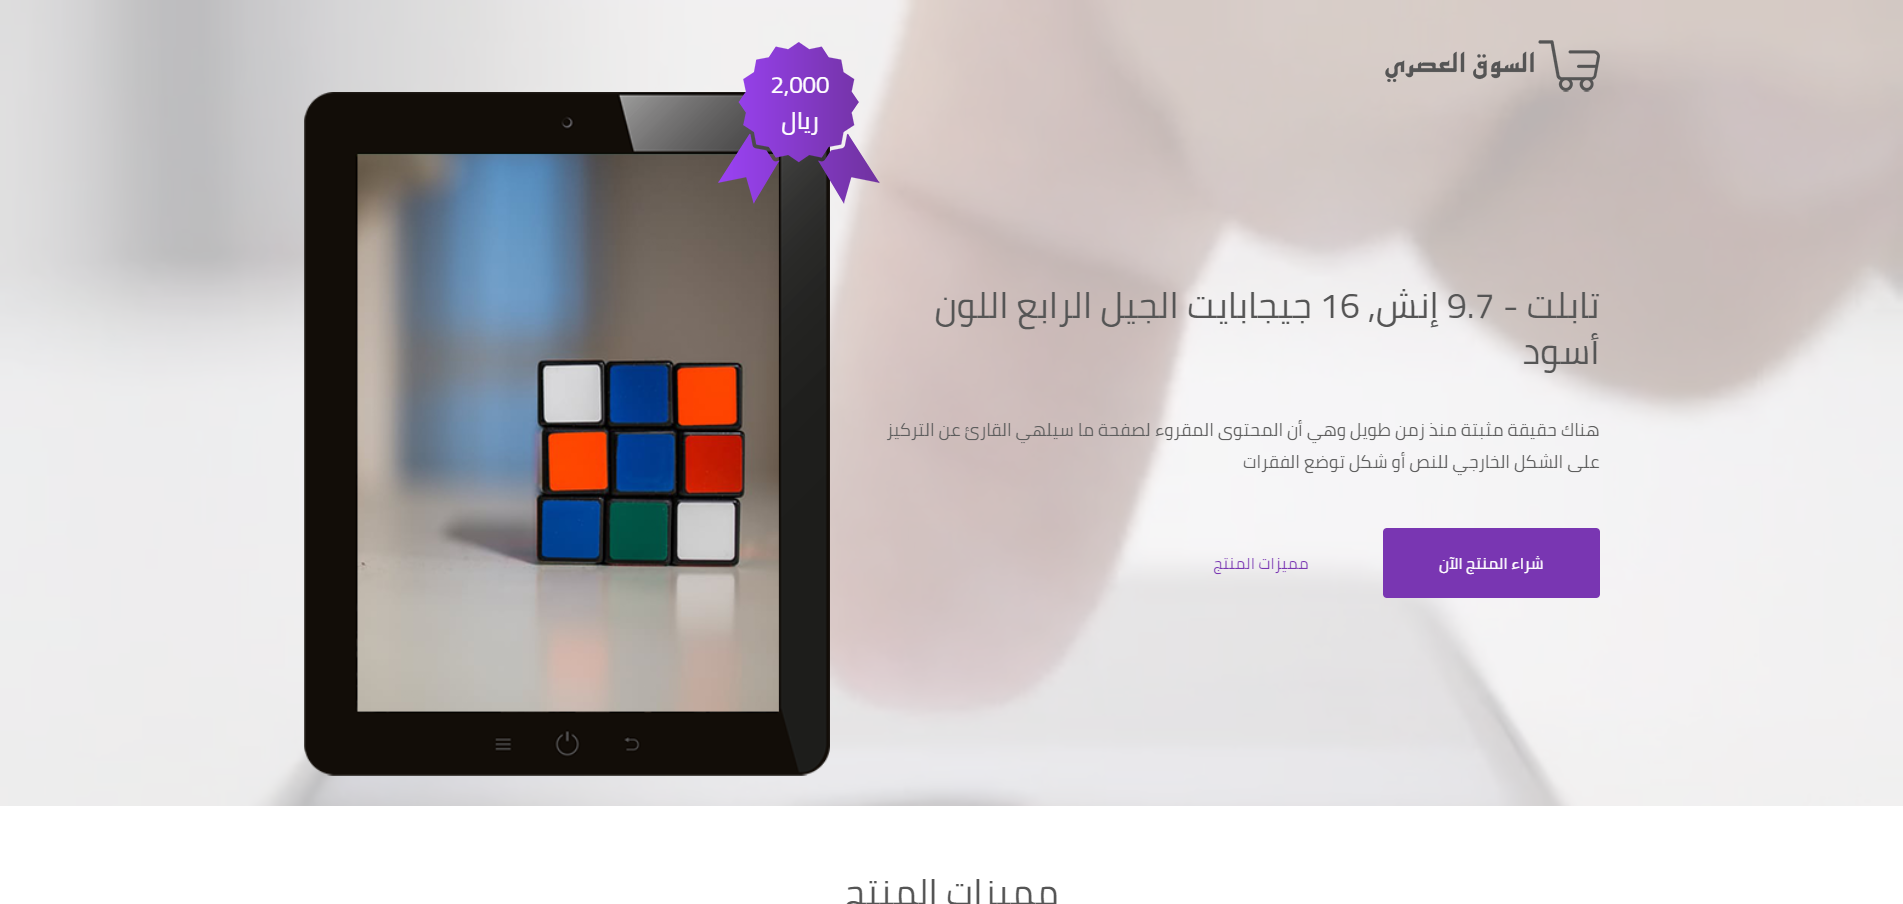 السوق العصري
2,000
ريال
تابلت - 9.7 إنش, 16 جيجابايت الجيل الرابع اللون
أسود
هناك حقيقة مثبتة منذ زمن طويل وهي أن المحتوى المقروء لصفحة ما سيلهي القارئ عن التركيز
على الشكل الخارجي للنص أو شكل توضع الفقرات
شراء المنتج الآن
مميزات المنتج
مميزات المنتج